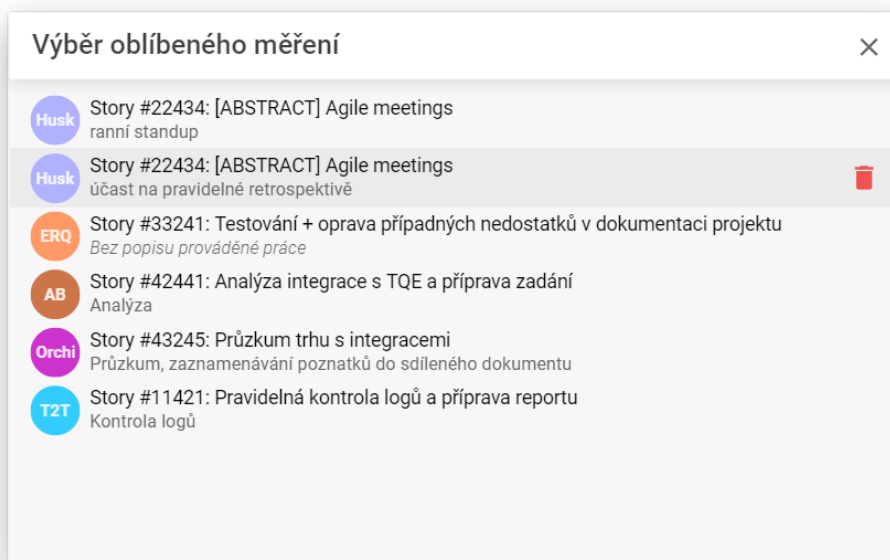 Výběr oblíbeného měření
Husk
Story #22434: [ABSTRACT] Agile meetings
ranní standup
Husk
Story #22434: [ABSTRACT] Agile meetings
účast na pravidelné retrospektivě
ERQ
Story #33241: Testování + oprava případných nedostatků v dokumentaci projektu
Bez popisu prováděné práce
AB
Story #42441: Analýza integrace s TQE a příprava zadání
Analýza
Orchi
Story #43245: Průzkum trhu s integracemi
Průzkum, zaznamenávání poznatků do sdíleného dokumentu
T2T
Story #11421: Pravidelná kontrola logů a příprava reportu
Kontrola logů